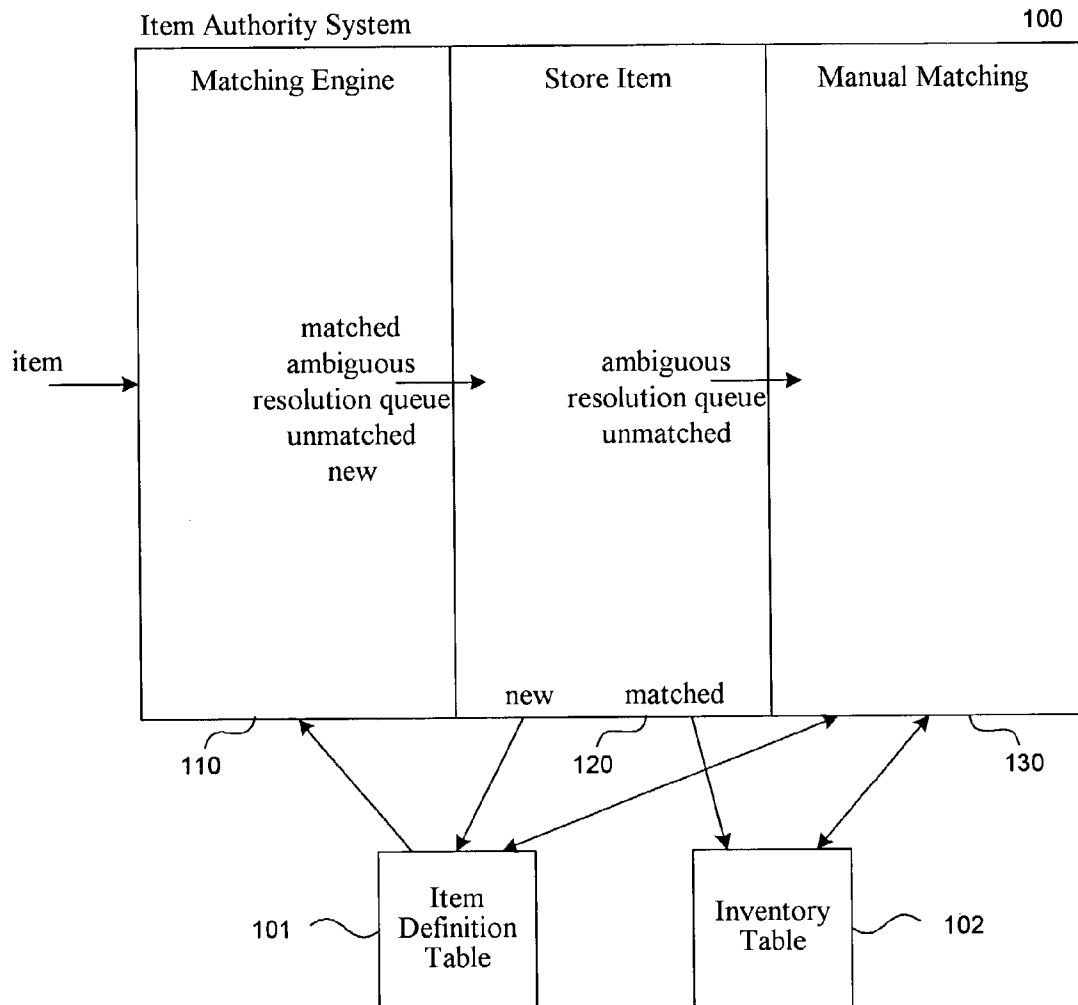 Item Authority System
100
Matching Engine
Store Item
Manual Matching
item
matched
ambiguous
resolution queue
unmatched
new
ambiguous
resolution queue
unmatched
new
matched
110
120
130
101
Item
Definition
Table
Inventory
Table
102